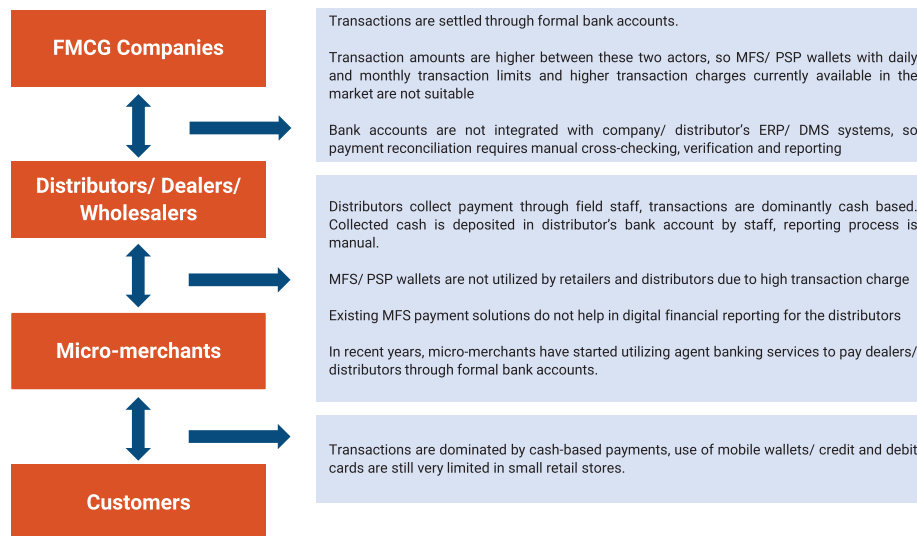 FMCG Companies
Transactions are settled through formal bank accounts.
Transaction amounts are higher between these two actors, so MFS/ PSP wallets with daily
and monthly transaction limits and higher transaction charges currently available in the
market are not suitable
Bank accounts are not integrated with company/ distributor's ERP/ DMS systems, so
payment reconciliation requires manual cross-checking, verification and reporting
Distributors/ Dealers/
Wholesalers
Distributors collect payment through field staff, transactions are dominantly cash based.
Collected cash is deposited in distributor's bank account by staff, reporting process is
manual.
MFS/ PSP wallets are not utilized by retailers and distributors due to high transaction charge
Existing MFS payment solutions do not help in digital financial reporting for the distributors
In recent years, micro-merchants have started utilizing agent banking services to pay dealers/
distributors through formal bank accounts.
Micro-merchants
Transactions are dominated by cash-based payments, use of mobile wallets/ credit and debit
cards are still very limited in small retail stores.
Customers